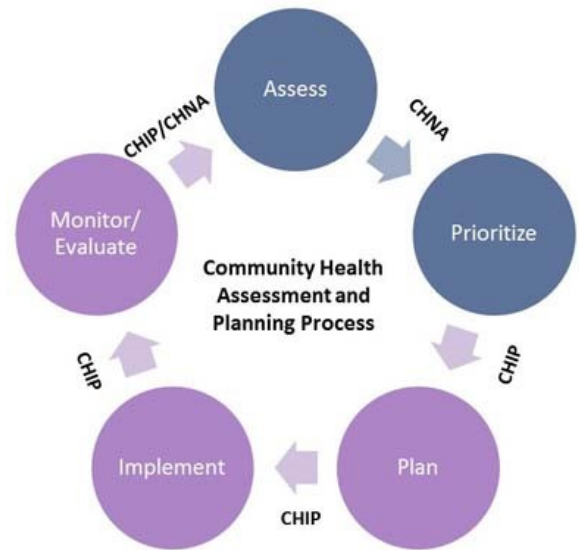 Assess
CHNA
Prioritize
CHIP
Plan
CHIP
Implement
CHIP
Monitor/
Evaluate
CHIP/CHNA
Community Health
Assessment and
Planning Process